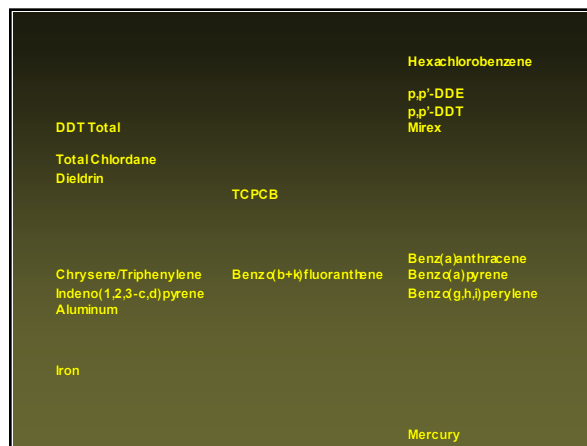 Hexachlorobenzene
p,p'-DDE
p,p'-DDT
DDT Total Mirex
Total Chlordane
Dieldrin
TCPCB
Benz(a)anthracene
Chrysene/Triphenylene Benzo(b+k)fluoranthene Benzo(a)pyrene
Indeno(1,2,3-c,d)pyrene Benzo(g,h,i)perylene
Aluminum
Iron
Mercury